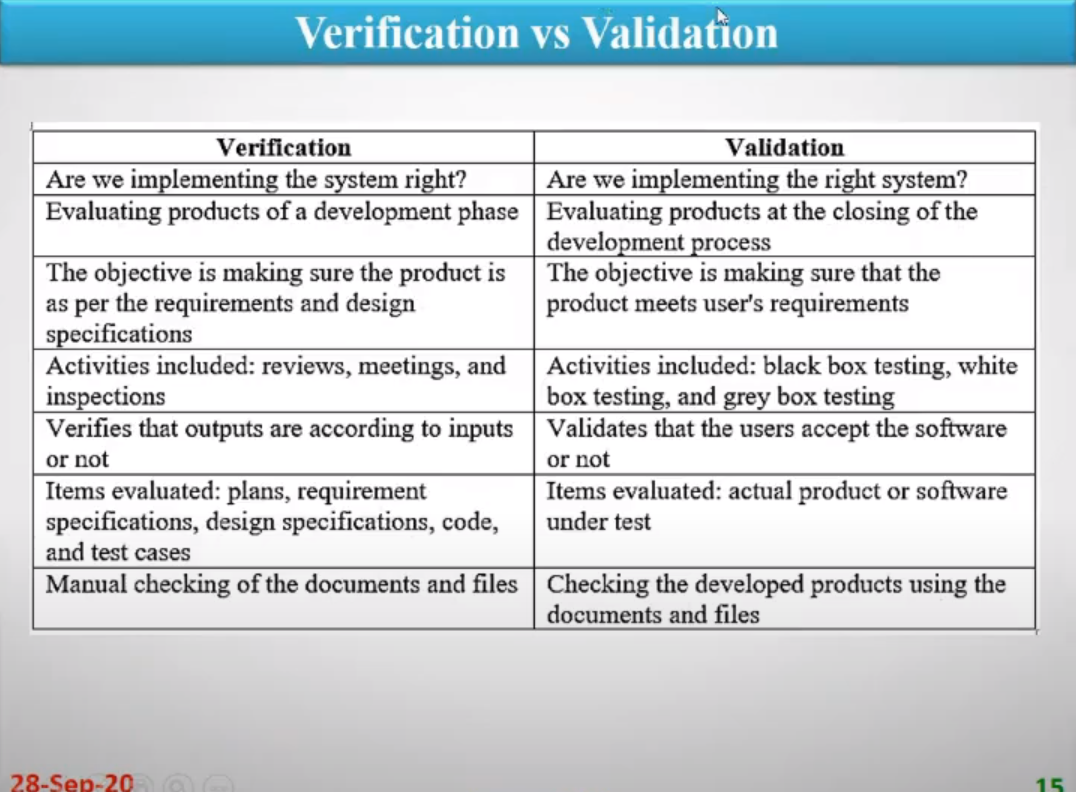 Verification vs Validation
Verification
Validation
Are we implementing the system right?
Are we implementing the right system?
Evaluating products of a development phase
Evaluating products at the closing of the
development process
The objective is making sure the product is
as per the requirements and design
specifications
The objective is making sure that the
product meets user's requirements
Activities included: reviews, meetings, and
inspections
Activities included: black box testing, white
box testing, and grey box testing
Verifies that outputs are according to inputs
or not
Validates that the users accept the software
or not
Items evaluated: plans, requirement
specifications, design specifications, code,
and test cases
Items evaluated: actual product or software
under test
Manual checking of the documents and files
Checking the developed products using the
documents and files
28-Sep-20
15